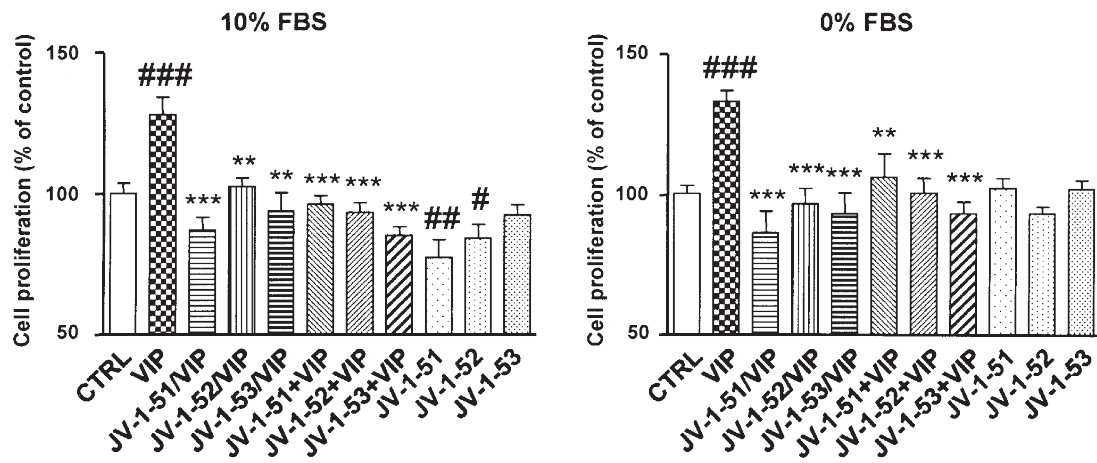 10% FBS
Cell proliferation (% of control)
150
100
50
###
***
**
**
***
***
***
##
#
CTRL
VIP
JV-1-51/VIP
JV-1-52/VIP
JV-1-53/VIP
JV-1-51+VIP
JV-1-52+VIP
JV-1-53+VIP
JV-1-51
JV-1-52
JV-1-53
0% FBS
Cell proliferation (% of control)
150
100
50
###
***
***
***
**
***
***
CTRL
VIP
JV-1-51/VIP
JV-1-52/VIP
JV-1-53/VIP
JV-1-51+VIP
JV-1-52+VIP
JV-1-53+VIP
JV-1-51
JV-1-52
JV-1-53